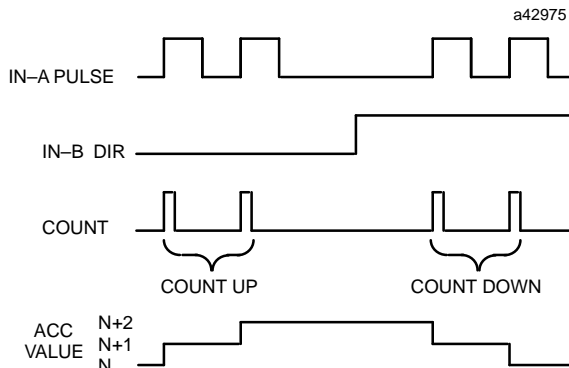 a42975
IN–A PULSE
IN–B DIR
COUNT
COUNT UP
COUNT DOWN
ACC VALUE
N+2
N+1
N